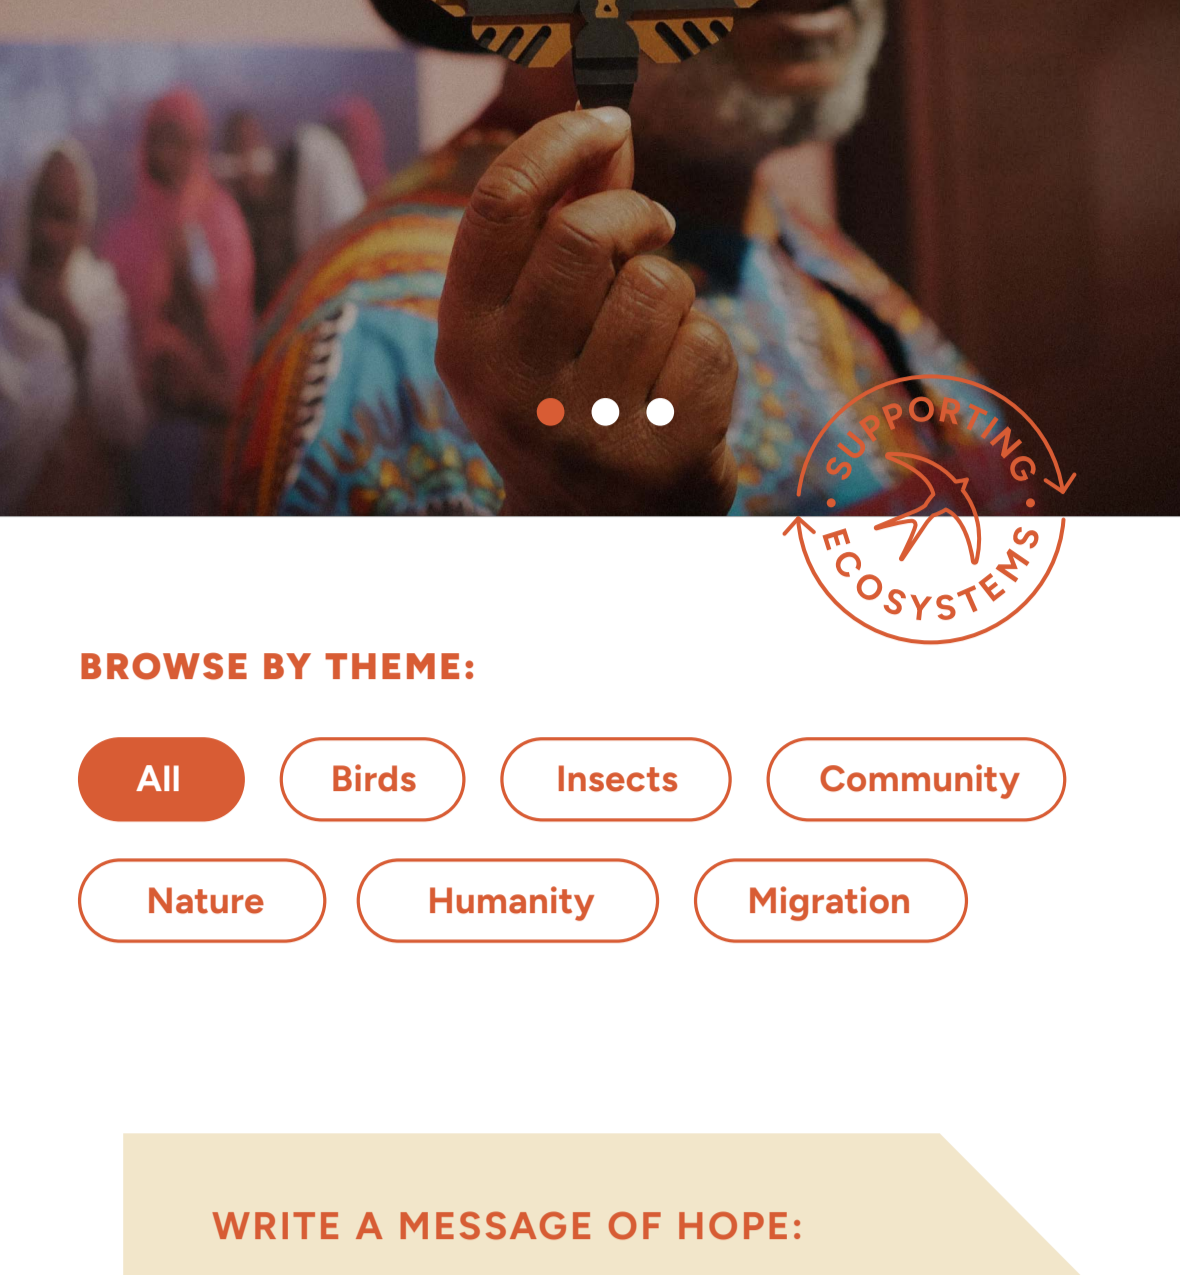 SUPPORTING
ECOSYSTEMS
BROWSE BY THEME:
All Birds Insects Community
Nature Humanity Migration
WRITE A MESSAGE OF HOPE: